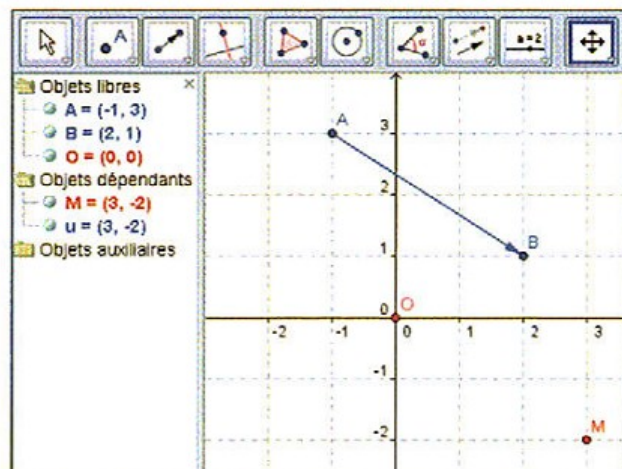 A
a = 2
Objets libres
A = (-1, 3)
B = (2, 1)
O = (0, 0)
Objets dépendants
M = (3, -2)
u = (3, -2)
Objets auxiliaires
3
A
2
1
B
0
O
-2
-1
0
1
2
3
-1
-2
M